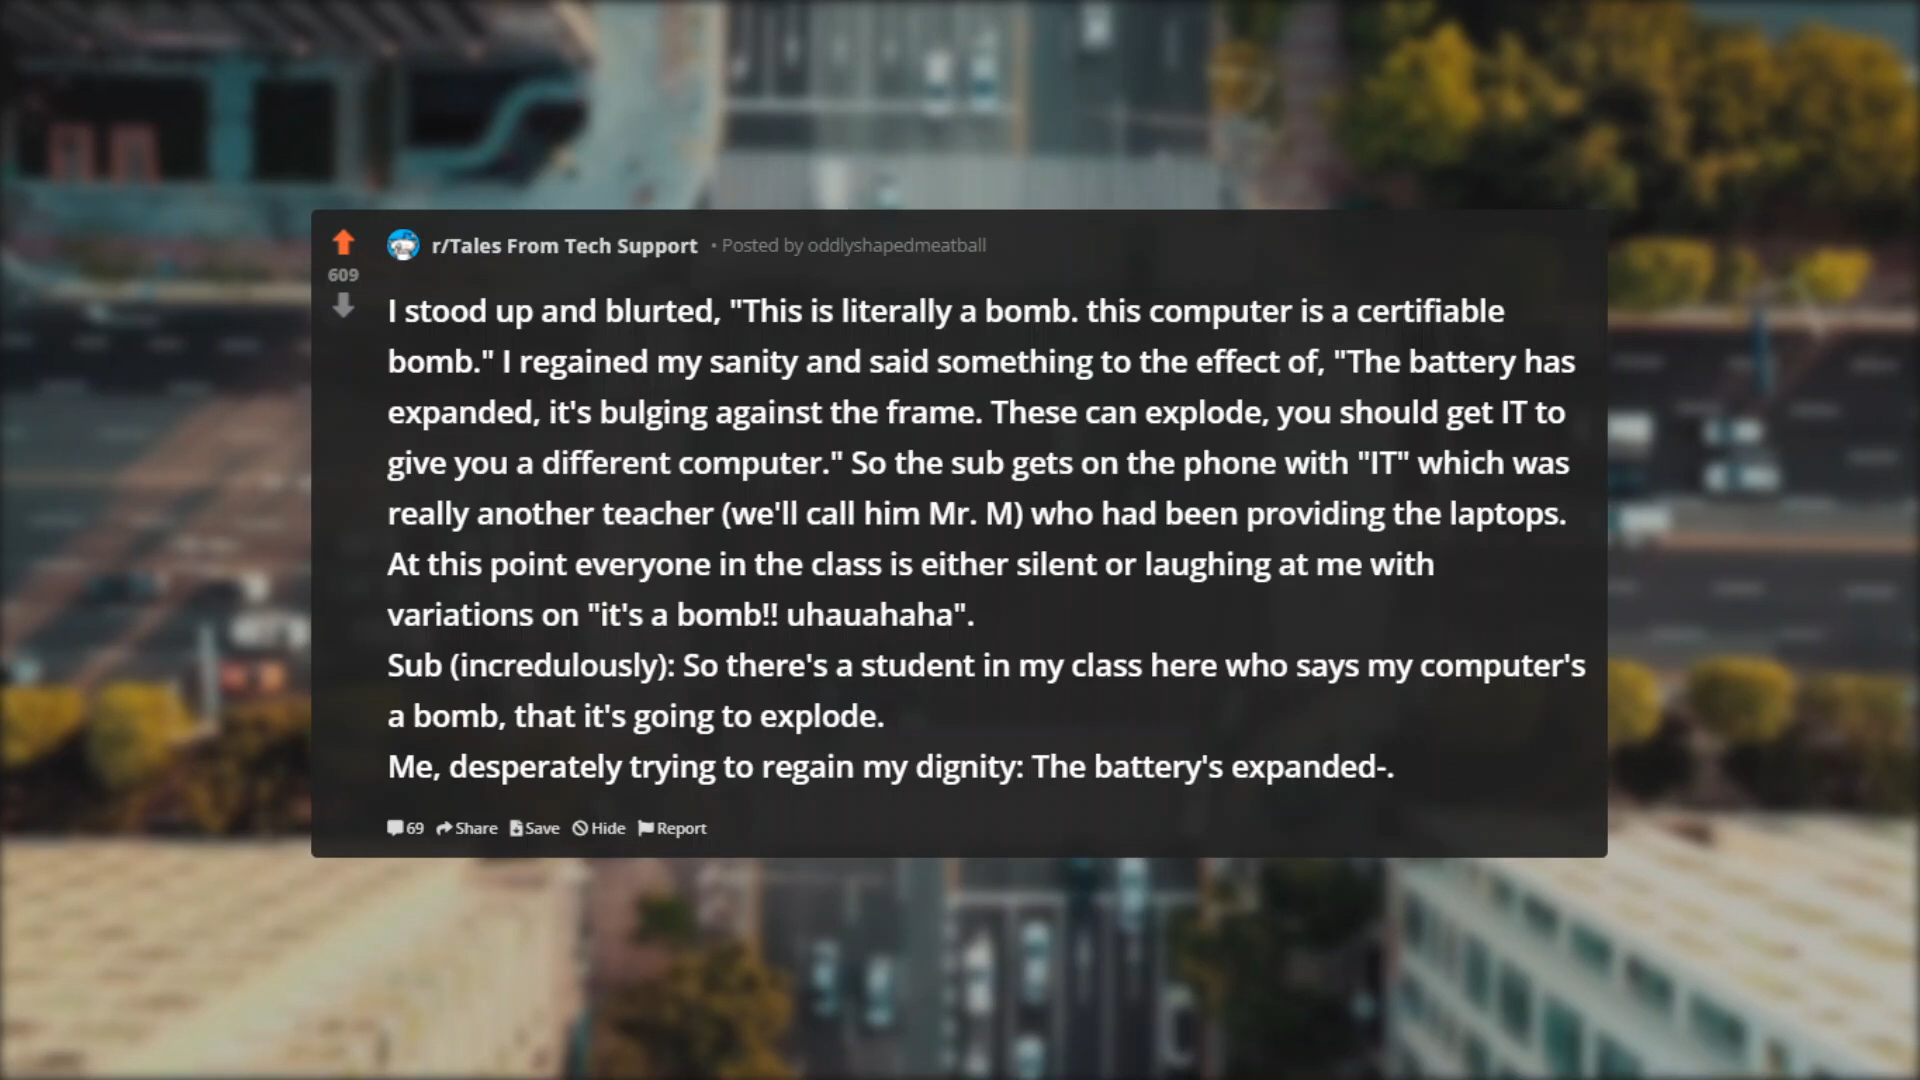 r/Tales From Tech Support • Posted by oddlyshapedmeatball
609
I stood up and blurted, "This is literally a bomb. this computer is a certifiable
bomb." I regained my sanity and said something to the effect of, "The battery has
expanded, it's bulging against the frame. These can explode, you should get IT to
give you a different computer." So the sub gets on the phone with "IT" which was
really another teacher (we'll call him Mr. M) who had been providing the laptops.
At this point everyone in the class is either silent or laughing at me with
variations on "it's a bomb!! uhauahaha".
Sub (incredulously): So there's a student in my class here who says my computer's
a bomb, that it's going to explode.
Me, desperately trying to regain my dignity: The battery's expanded-.
69 Share Save Hide Report